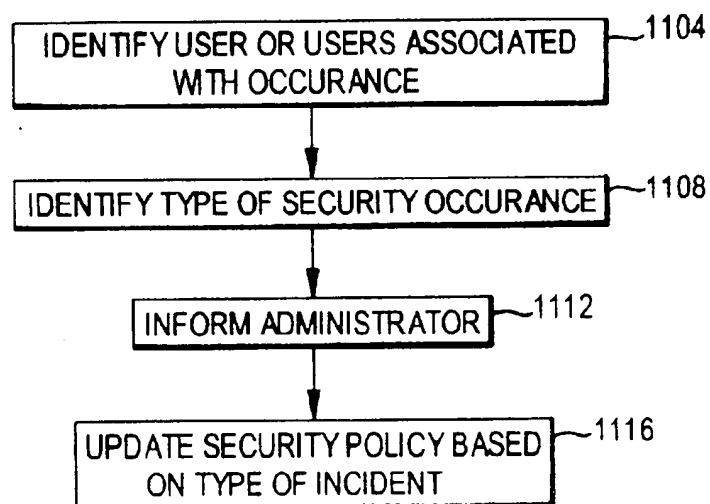 IDENTIFY USER OR USERS ASSOCIATED
WITH OCCURANCE
1104
IDENTIFY TYPE OF SECURITY OCCURANCE
1108
INFORM ADMINISTRATOR
1112
UPDATE SECURITY POLICY BASED
ON TYPE OF INCIDENT
1116